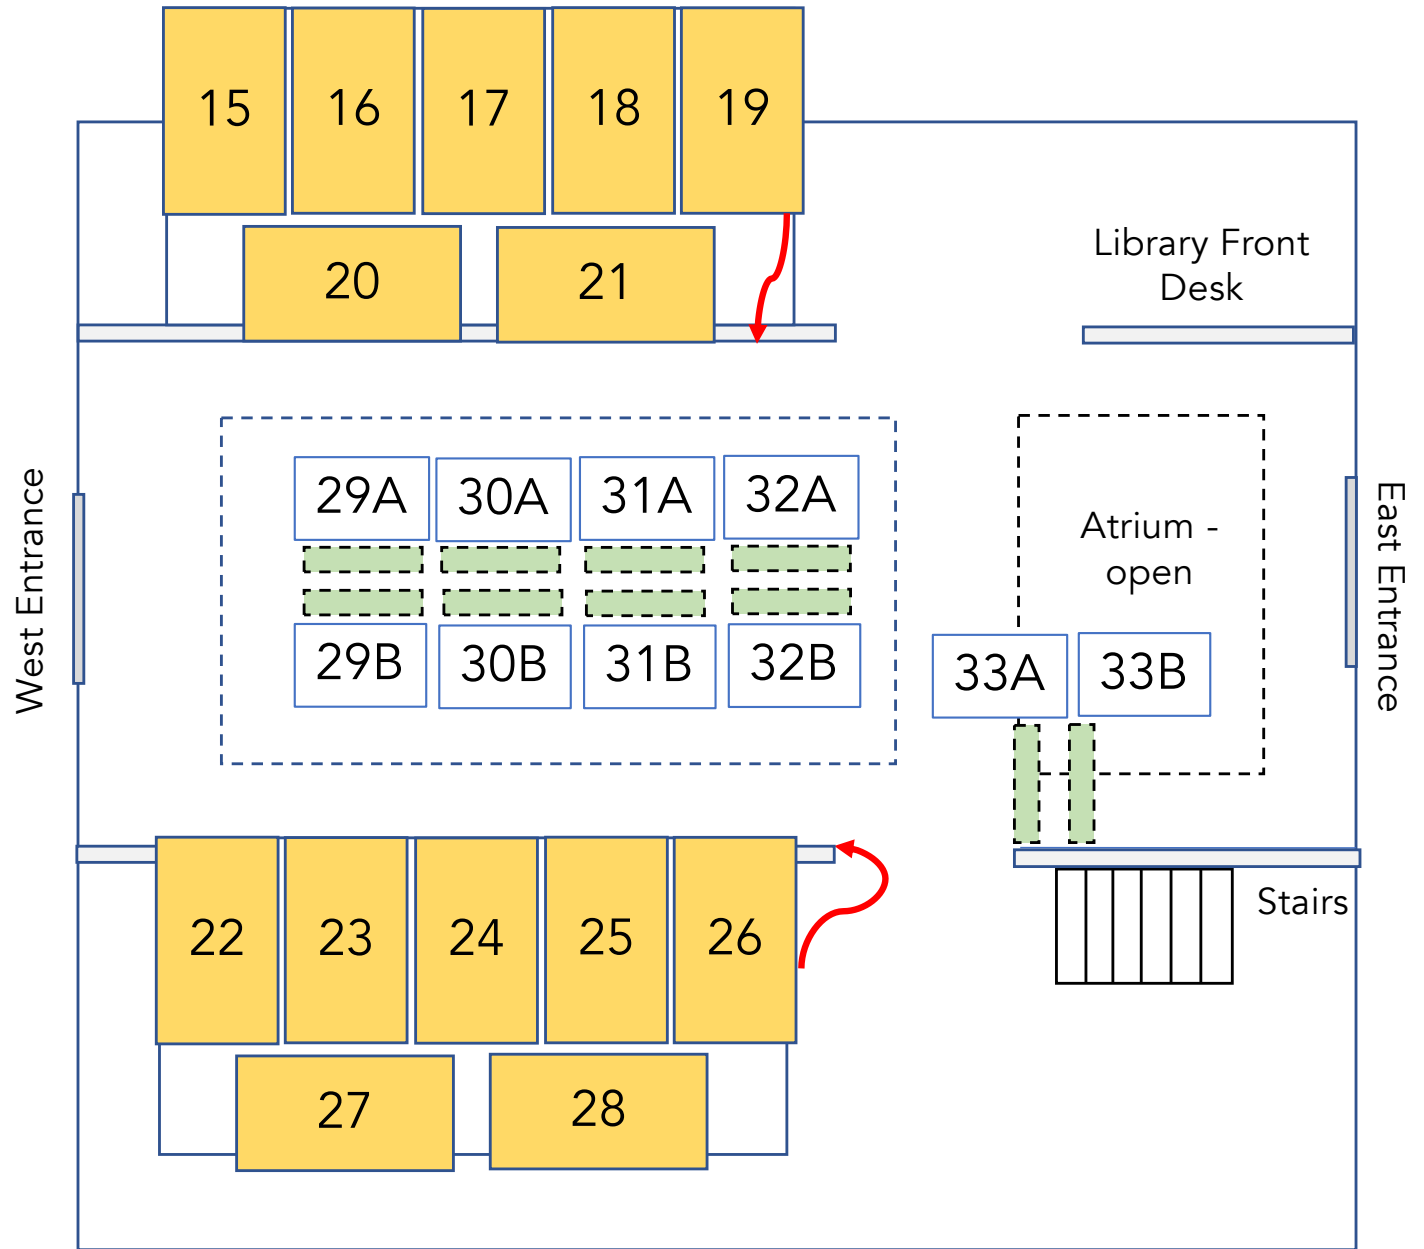 15
16
17
18
19
Library Front
Desk
20
21
West Entrance
29A
30A
31A
32A
Atrium -
open
East Entrance
29B
30B
31B
32B
33A
33B
22
23
24
25
26
Stairs
27
28